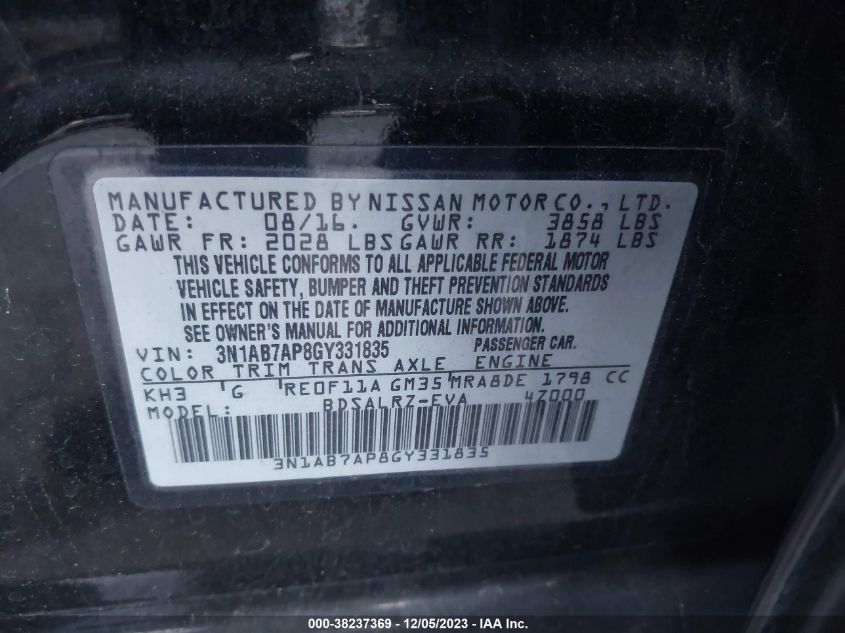 MANUFACTURED BY NISSAN MOTOR CO., LTD.
DATE: 08/16. GVWR: 3858 LBS
GAWR FR: 2028 LBS GAWR RR: 1874 LBS
THIS VEHICLE CONFORMS TO ALL APPLICABLE FEDERAL MOTOR
VEHICLE SAFETY, BUMPER AND THEFT PREVENTION STANDARDS
IN EFFECT ON THE DATE OF MANUFACTURE SHOWN ABOVE.
SEE OWNER'S MANUAL FOR ADDITIONAL INFORMATION.
VIN: 3N1AB7AP8GY331835 PASSENGER CAR.
COLOR TRIM TRANS AXLE ENGINE
KH3 G RE0F11A GM35 MRA8DE 1798 CC
MODEL: BDSALRZ-EVA 4Z000
3N1AB7AP8GY331835
000-38237369 - 12/05/2023 - IAA Inc.